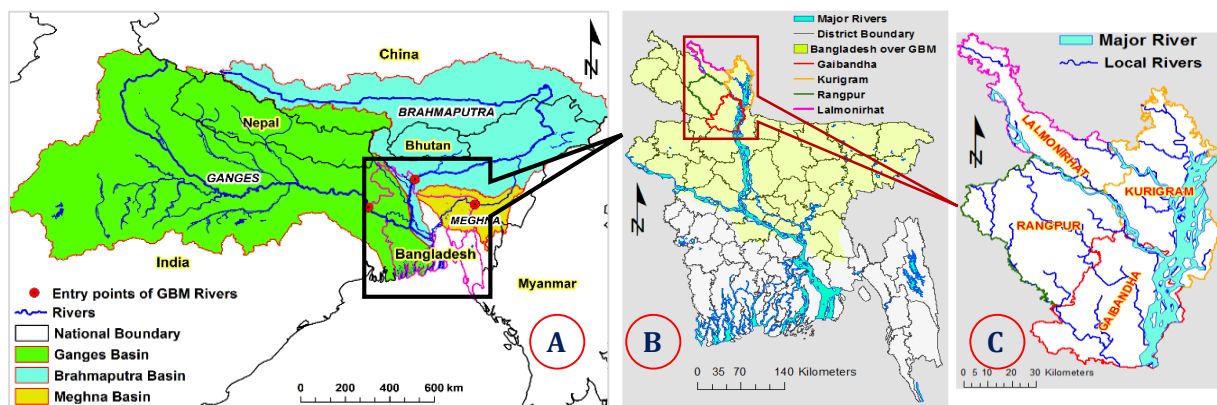 China
N
Nepal
BRAHMAPUTRA
Bhutan
GANGES
MEGHNA
Bangladesh
India
Myanmar
Entry points of GBM Rivers
Rivers
National Boundary
Ganges Basin
Brahmaputra Basin
Meghna Basin
0 200 400 600 km
A
Major Rivers
District Boundary
Bangladesh over GBM
Gaibandha
Kurigram
Rangpur
Lalmonirhat
N
B
0 35 70 140 Kilometers
Major River
Local Rivers
N
LALMONIRHAT
KURIGRAM
RANGPUR
GAIBANDHA
C
0 5 10 20 30 Kilometers